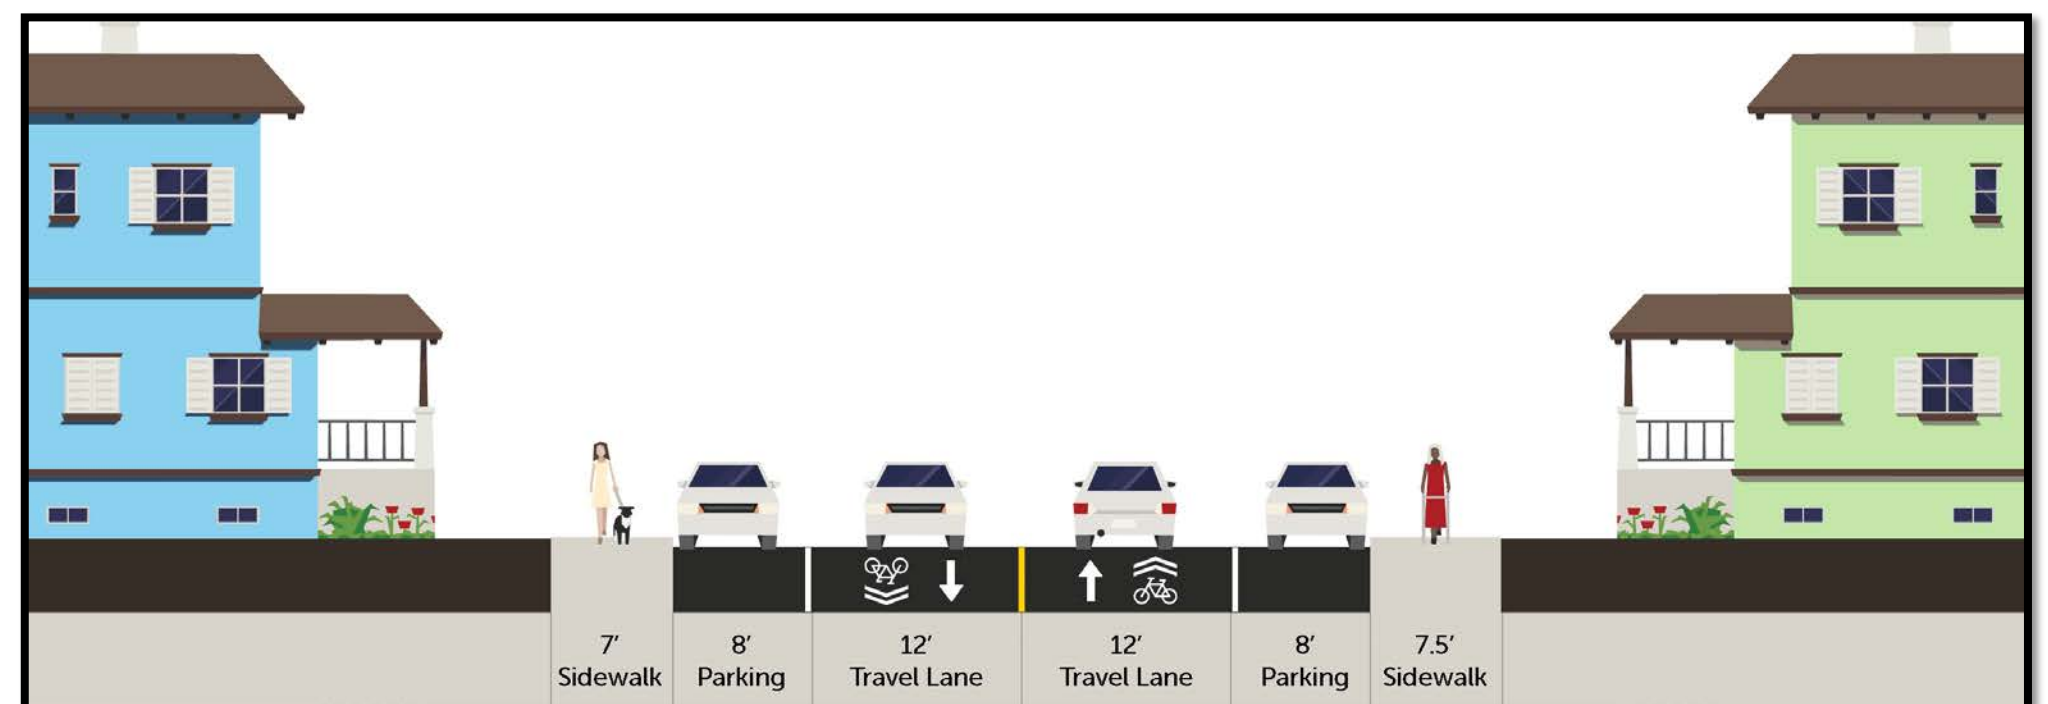 7′
Sidewalk
8′
Parking
12′
Travel Lane
12′
Travel Lane
8′
Parking
7.5′
Sidewalk